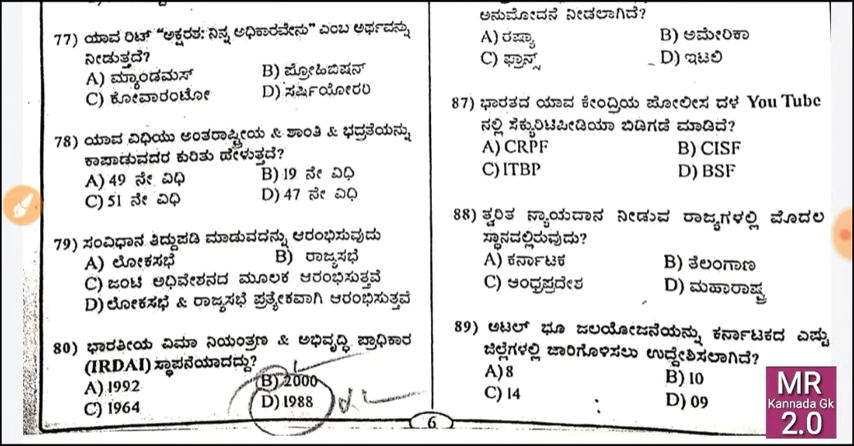 77) ಯಾವ ರಿಟ್ "ಅಕ್ಷರಶ: ನಿನ್ನ ಅಧಿಕಾರವೇನು" ಎಂಬ ಅರ್ಥವನ್ನು
ನೀಡುತ್ತದೆ?
A) ಮ್ಯಾಂಡಮಸ್ B) ಪ್ರೋಹಿಬಿಷನ್
C) ಕೋವಾರಂಟೋ D) ಸರ್ಷಿಯೋರರಿ
78) ಯಾವ ವಿಧಿಯು ಅಂತರಾಷ್ಟ್ರೀಯ & ಶಾಂತಿ & ಭದ್ರತೆಯನ್ನು
ಕಾಪಾಡುವದರ ಕುರಿತು ಹೇಳುತ್ತದೆ?
A) 49 ನೇ ವಿಧಿ B) 19 ನೇ ವಿಧಿ
C) 51 ನೇ ವಿಧಿ D) 47 ನೇ ವಿಧಿ
79) ಸಂವಿಧಾನ ತಿದ್ದುಪಡಿ ಮಾಡುವದನ್ನು ಆರಂಭಿಸುವುದು
A) ಲೋಕಸಭೆ B) ರಾಜ್ಯಸಭೆ
C) ಜಂಟಿ ಅಧಿವೇಶನದ ಮೂಲಕ ಆರಂಭಿಸುತ್ತವೆ
D) ಲೋಕಸಭೆ & ರಾಜ್ಯಸಭೆ ಪ್ರತ್ಯೇಕವಾಗಿ ಆರಂಭಿಸುತ್ತವೆ
80) ಭಾರತೀಯ ವಿಮಾ ನಿಯಂತ್ರಣ & ಅಭಿವೃದ್ಧಿ ಪ್ರಾಧಿಕಾರ
(IRDAI) ಸ್ಥಾಪನೆಯಾದದ್ದು?
A) 1992 B) 2000
C) 1964 D) 1988
6
ಅನುಮೋದನೆ ನೀಡಲಾಗಿದೆ?
A) ರಷ್ಯಾ B) ಅಮೇರಿಕಾ
C) ಫ್ರಾನ್ಸ್ D) ಇಟಲಿ
87) ಭಾರತದ ಯಾವ ಕೇಂದ್ರಿಯ ಪೋಲೀಸ ದಳ You Tube
ನಲ್ಲಿ ಸೆಕ್ಯುರಿಟಿಪೀಡಿಯಾ ಬಿಡಿಗಡೆ ಮಾಡಿದೆ?
A) CRPF B) CISF
C) ITBP D) BSF
88) ತ್ವರಿತ ನ್ಯಾಯದಾನ ನೀಡುವ ರಾಜ್ಯಗಳಲ್ಲಿ ಮೊದಲ
ಸ್ಥಾನದಲ್ಲಿರುವುದು?
A) ಕರ್ನಾಟಕ B) ತೆಲಂಗಾಣ
C) ಆಂಧ್ರಪ್ರದೇಶ D) ಮಹಾರಾಷ್ಟ್ರ
89) ಅಟಲ್ ಭೂ ಜಲಯೋಜನೆಯನ್ನು ಕರ್ನಾಟಕದ ಎಷ್ಟು
ಜಿಲ್ಲೆಗಳಲ್ಲಿ ಜಾರಿಗೊಳಿಸಲು ಉದ್ದೇಶಿಸಲಾಗಿದೆ?
A) 8 B) 10
C) 14 D) 09
MR
Kannada Gk
2.0